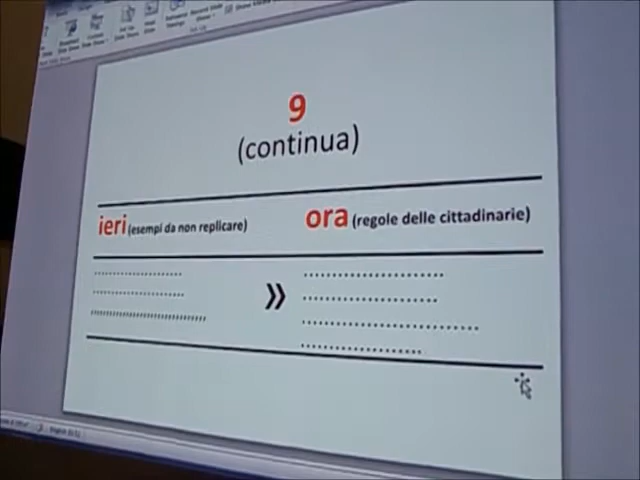 9
(continua)
ieri (esempi da non replicare)
ora (regole delle cittadinarie)
....................... »  ...................................
....................... ..................................
,,,,,,,,,,,,,,,,,,,,,,,,,,,,,, ............................................
..............................